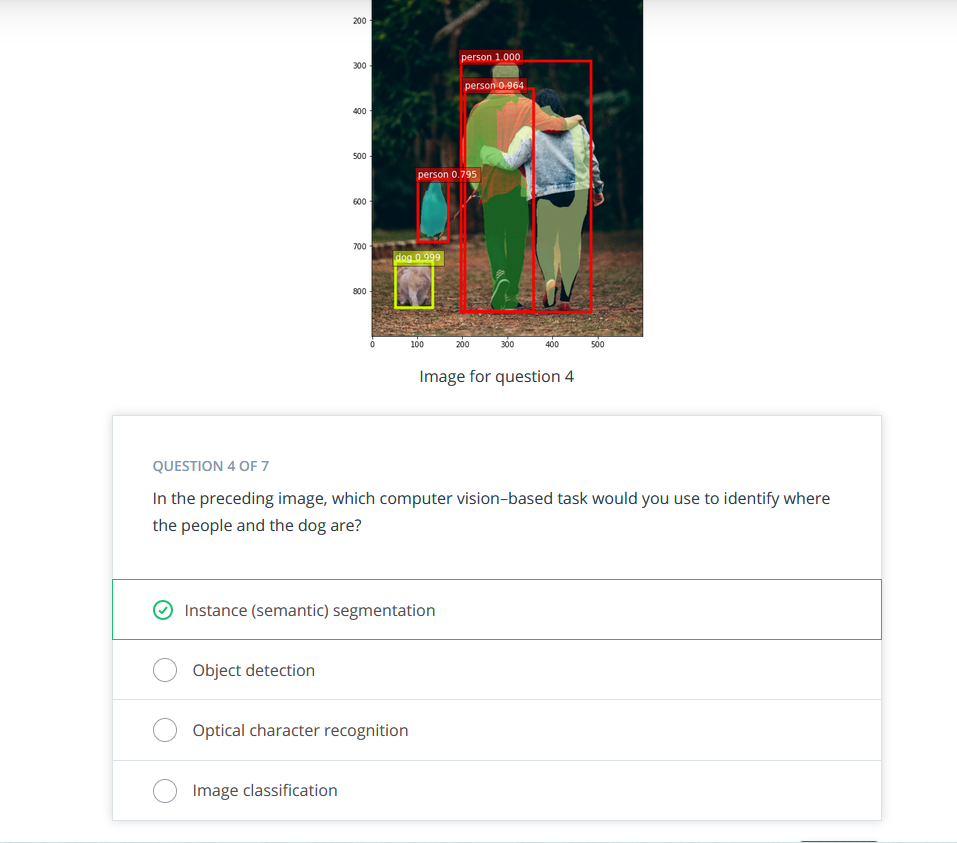 200
person 1.000
300
person 0.964
400
500
person 0.795
600
700
dog 0.999
800
0 100 200 300 400 500
Image for question 4
QUESTION 4 OF 7
In the preceding image, which computer vision–based task would you use to identify where
the people and the dog are?
Instance (semantic) segmentation
Object detection
Optical character recognition
Image classification